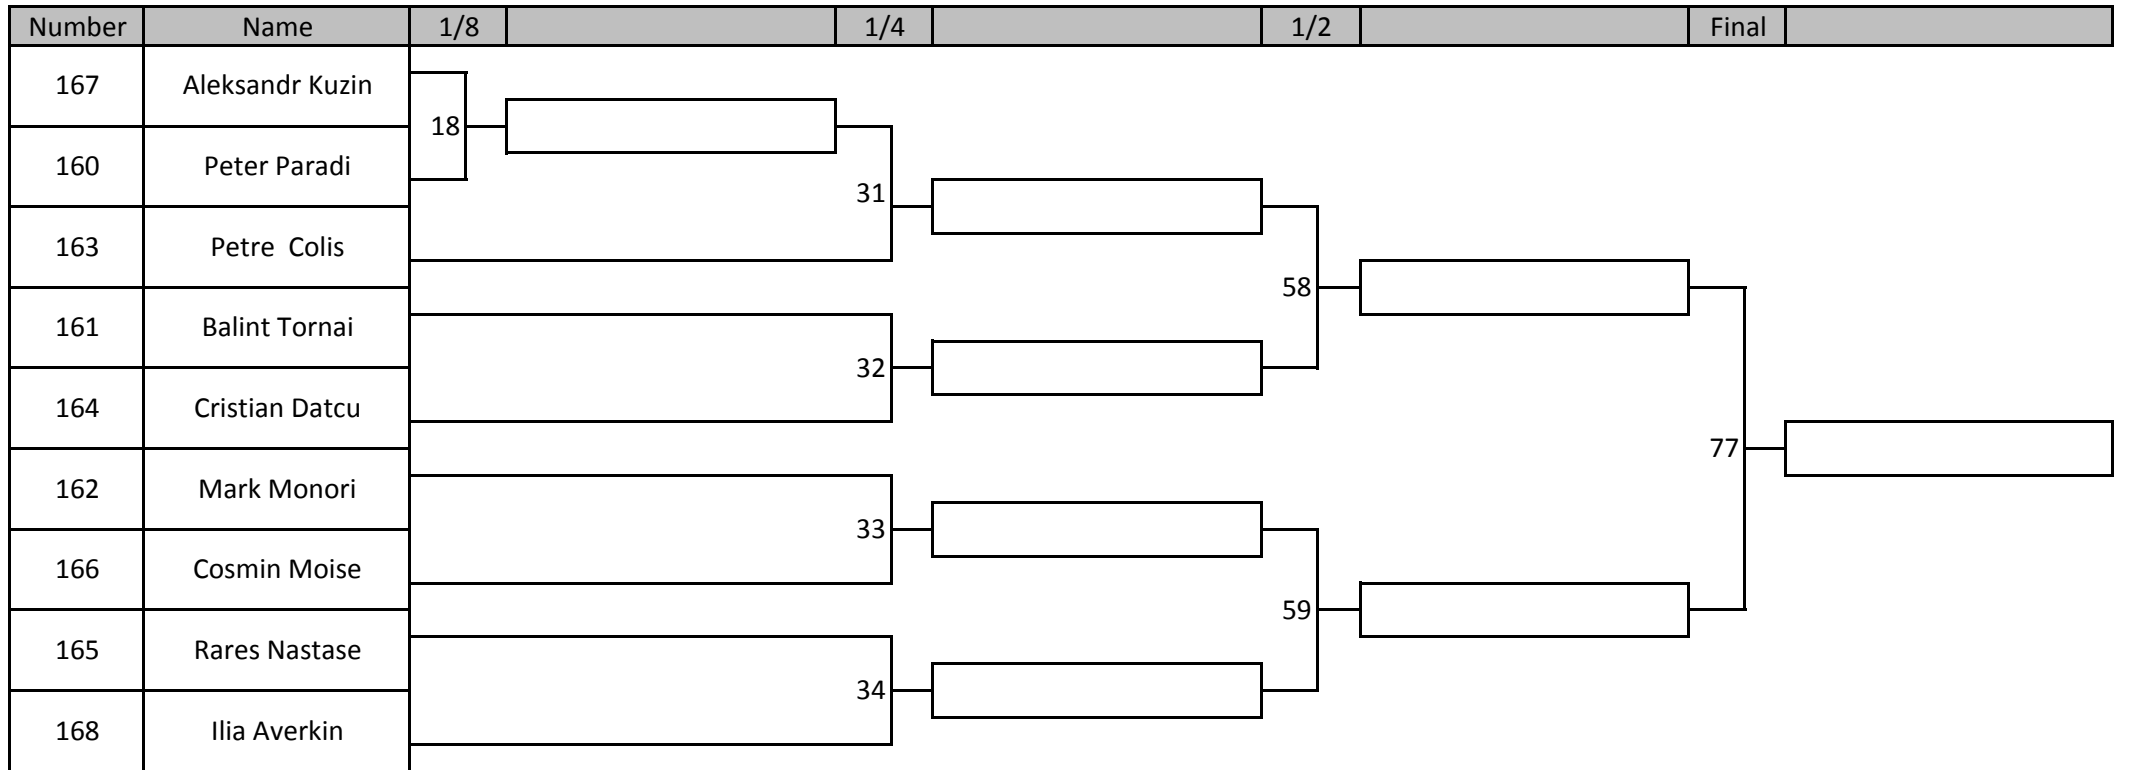 Number Name 1/8 1/4 1/2 Final
167 Aleksandr Kuzin
18
160 Peter Paradi
31
163 Petre  Colis
58
161 Balint Tornai
32
164 Cristian Datcu
77
162 Mark Monori
33
166 Cosmin Moise
59
165 Rares Nastase
34
168 Ilia Averkin